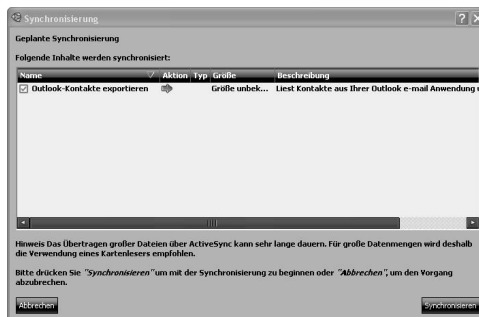 Synchronisierung
Geplante Synchronisierung
Folgende Inhalte werden synchronisiert:
Name Aktion Typ Größe Beschreibung
Outlook-Kontakte exportieren Größe unbek... Liest Kontakte aus Ihrer Outlook e-mail Anwendung u
Hinweis Das Übertragen großer Dateien über ActiveSync kann sehr lange dauern. Für große Datenmengen wird deshalb
die Verwendung eines Kartenlesers empfohlen.
Bitte drücken Sie "Synchronisieren" um mit der Synchronisierung zu beginnen oder "Abbrechen", um den Vorgang
abzubrechen.
Abbrechen Synchronisieren